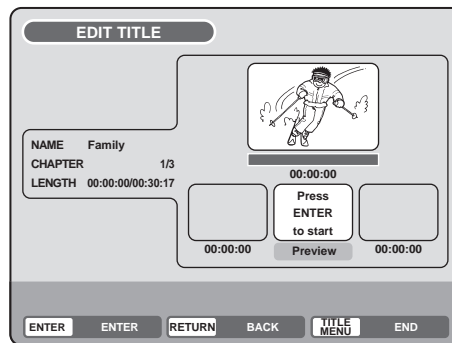 EDIT TITLE
NAME Family
CHAPTER 1/3
LENGTH 00:00:00/00:30:17
00:00:00
Press
ENTER
to start
00:00:00 Preview 00:00:00
ENTER ENTER RETURN BACK TITLE MENU END